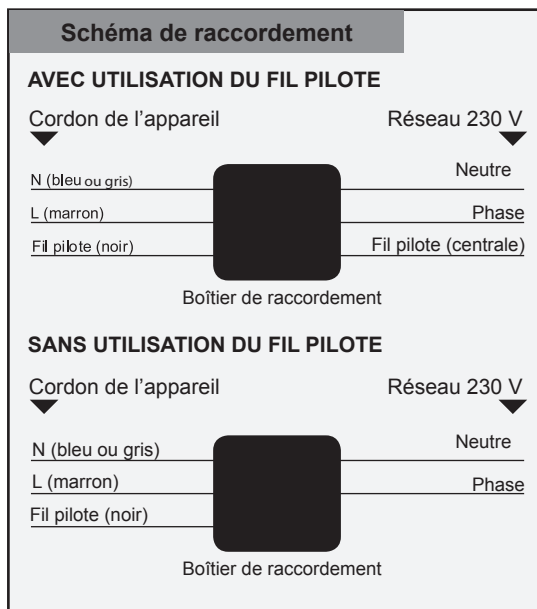 Schéma de raccordement
AVEC UTILISATION DU FIL PILOTE
Cordon de l'appareil Réseau 230 V
N (bleu ou gris) Neutre
L (marron) Phase
Fil pilote (noir) Fil pilote (centrale)
Boîtier de raccordement
SANS UTILISATION DU FIL PILOTE
Cordon de l'appareil Réseau 230 V
N (bleu ou gris) Neutre
L (marron) Phase
Fil pilote (noir)
Boîtier de raccordement